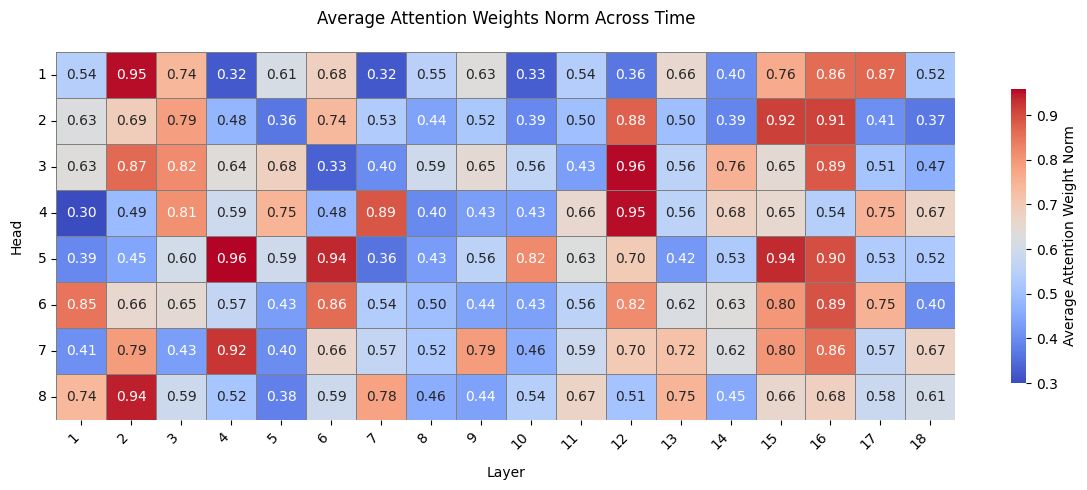 Average Attention Weights Norm Across Time
1 0.54 0.95 0.74 0.32 0.61 0.68 0.32 0.55 0.63 0.33 0.54 0.36 0.66 0.40 0.76 0.86 0.87 0.52
2 0.63 0.69 0.79 0.48 0.36 0.74 0.53 0.44 0.52 0.39 0.50 0.88 0.50 0.39 0.92 0.91 0.41 0.37
3 0.63 0.87 0.82 0.64 0.68 0.33 0.40 0.59 0.65 0.56 0.43 0.96 0.56 0.76 0.65 0.89 0.51 0.47
4 0.30 0.49 0.81 0.59 0.75 0.48 0.89 0.40 0.43 0.43 0.66 0.95 0.56 0.68 0.65 0.54 0.75 0.67
5 0.39 0.45 0.60 0.96 0.59 0.94 0.36 0.43 0.56 0.82 0.63 0.70 0.42 0.53 0.94 0.90 0.53 0.52
6 0.85 0.66 0.65 0.57 0.43 0.86 0.54 0.50 0.44 0.43 0.56 0.82 0.62 0.63 0.80 0.89 0.75 0.40
7 0.41 0.79 0.43 0.92 0.40 0.66 0.57 0.52 0.79 0.46 0.59 0.70 0.72 0.62 0.80 0.86 0.57 0.67
8 0.74 0.94 0.59 0.52 0.38 0.59 0.78 0.46 0.44 0.54 0.67 0.51 0.75 0.45 0.66 0.68 0.58 0.61
1 2 3 4 5 6 7 8 9 10 11 12 13 14 15 16 17 18
Layer
Head
0.9
0.8
0.7
0.6
0.5
0.4
0.3
Average Attention Weight Norm